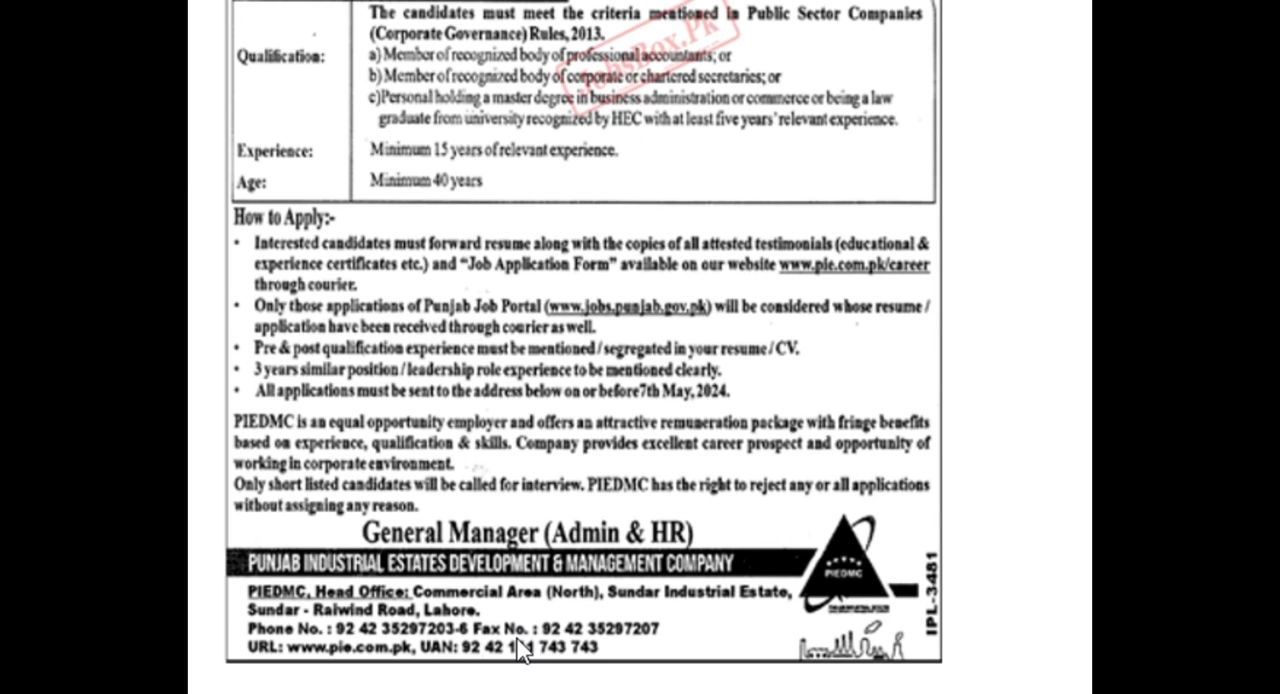 The candidates must meet the criteria mentioned in Public Sector Companies
(Corporate Governance) Rules, 2013.
Qualification:
a) Member of recognized body of professional accountants; or
b) Member of recognized body of corporate or chartered secretaries; or
c)Personal holding a master degree in business administration or commerce or being a law
graduate from university recognized by HEC with at least five years' relevant experience.
JobsBox.Pk
Experience: Minimum 15 years of relevant experience.
Age: Minimum 40 years
How to Apply:-
• Interested candidates must forward resume along with the copies of all attested testimonials (educational &
experience certificates etc.) and “Job Application Form” available on our website www.pie.com.pk/career
through courier.
• Only those applications of Punjab Job Portal (www.jobs.punjab.gov.pk) will be considered whose resume /
application have been received through courier as well.
• Pre & post qualification experience must be mentioned / segregated in your resume / CV.
• 3 years similar position / leadership role experience to be mentioned clearly.
• All applications must be sent to the address below on or before7th May, 2024.
PIEDMC is an equal opportunity employer and offers an attractive remuneration package with fringe benefits
based on experience, qualification & skills. Company provides excellent career prospect and opportunity of
working in corporate environment.
Only short listed candidates will be called for interview. PIEDMC has the right to reject any or all applications
without assigning any reason.
General Manager (Admin & HR)
PUNJAB INDUSTRIAL ESTATES DEVELOPMENT & MANAGEMENT COMPANY
PIEDMC, Head Office: Commercial Area (North), Sundar Industrial Estate,
Sundar - Raiwind Road, Lahore.
Phone No. : 92 42 35297203-6 Fax No. : 92 42 35297207
URL: www.pie.com.pk, UAN: 92 42 743 743
PIEDMC
IPL-3481